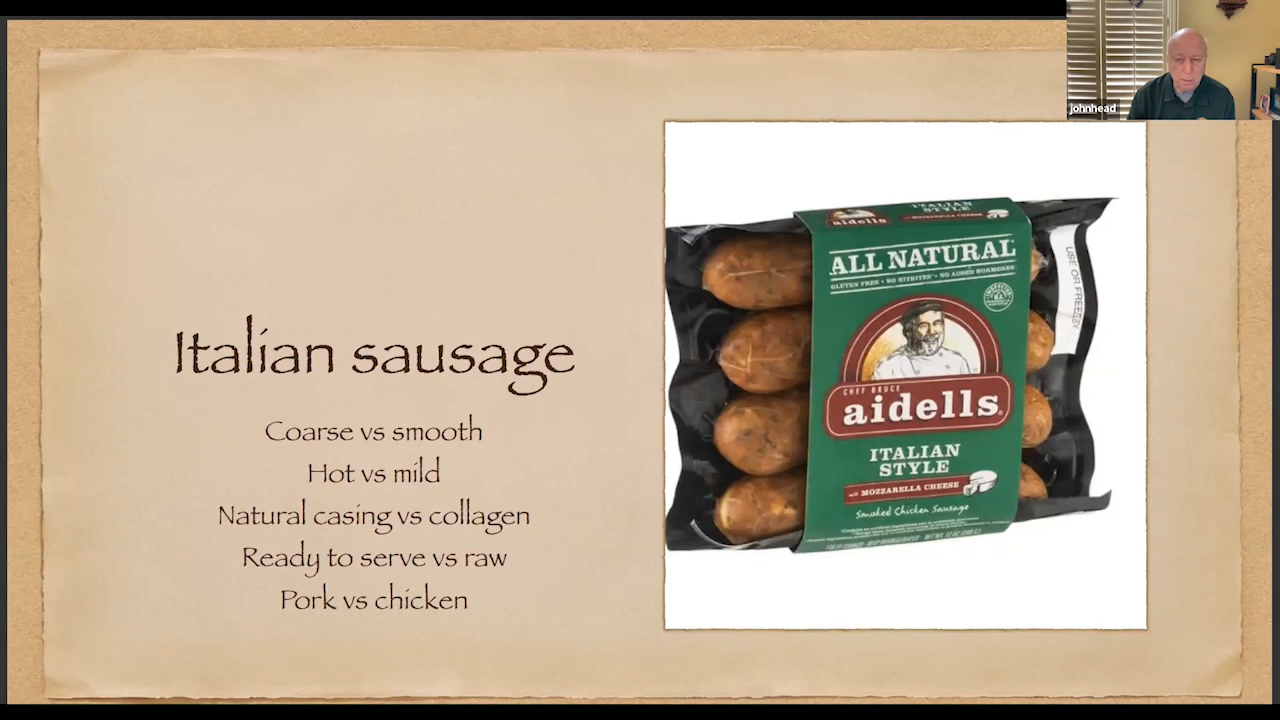 johnhead
Italian sausage
Coarse vs smooth
Hot vs mild
Natural casing vs collagen
Ready to serve vs raw
Pork vs chicken
ITALIAN
STYLE
aidells
ALL NATURAL
GLUTEN FREE • NO NITRITES* • NO ADDED HORMONES
USE OR FREEZE BY
CHEF BRUCE
aidells
ITALIAN
STYLE
with MOZZARELLA CHEESE
Smoked Chicken Sausage